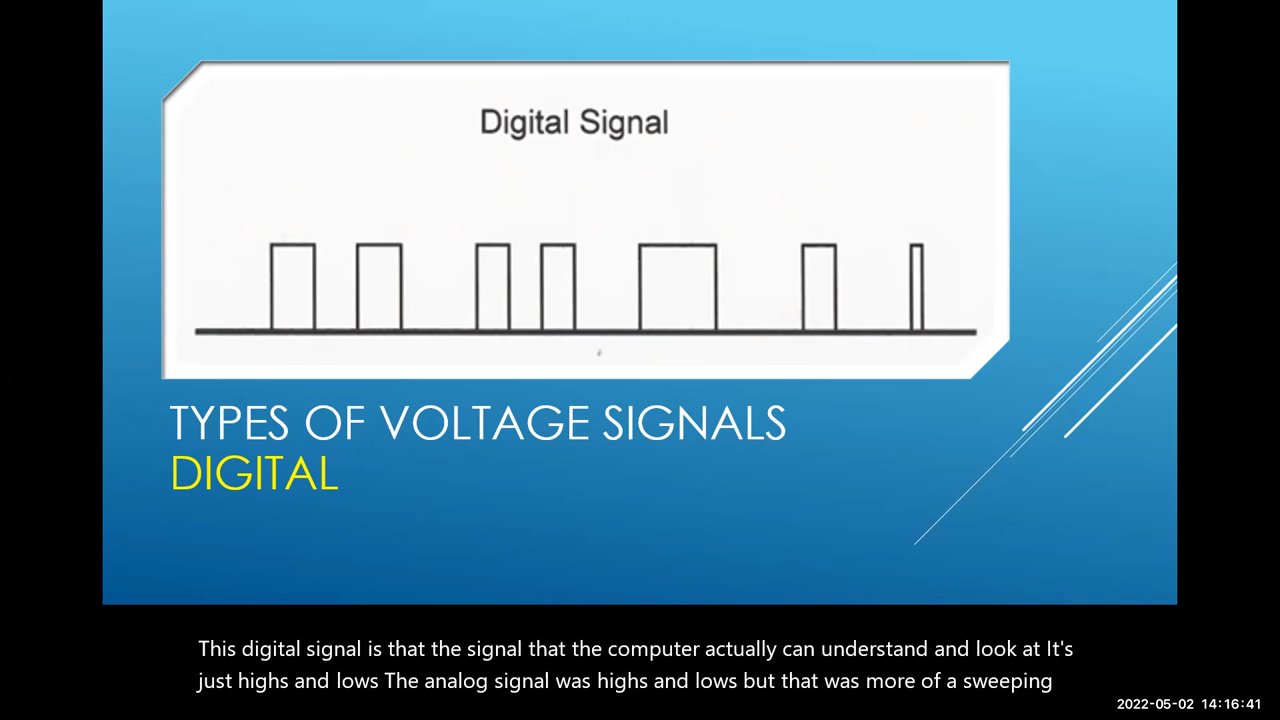 Digital Signal
TYPES OF VOLTAGE SIGNALS
DIGITAL
This digital signal is that the signal that the computer actually can understand and look at It's
just highs and lows The analog signal was highs and lows but that was more of a sweeping
2022-05-02 14:16:41